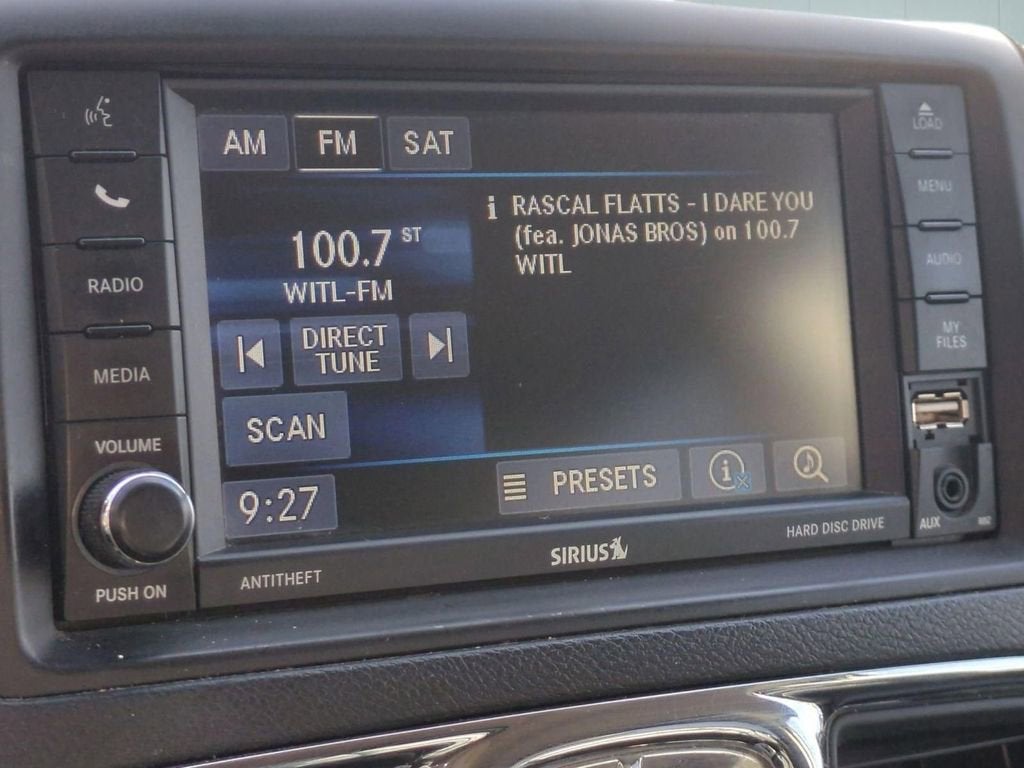 AM FM SAT
LOAD
MENU
RADIO
AUDIO
MEDIA
MY
FILES
VOLUME
PUSH ON
100.7 ST
WITL-FM
i RASCAL FLATTS - I DARE YOU
(fea. JONAS BROS) on 100.7
WITL
DIRECT
TUNE
SCAN
9:27
PRESETS
i
ANTITHEFT
SIRIUS
HARD DISC DRIVE
AUX